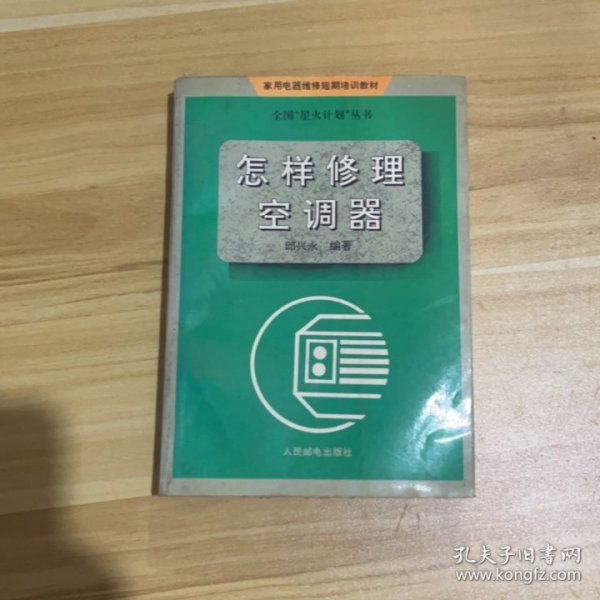 家用电器维修短期培训教材
全国"星火计划"丛书
怎样修理
空调器
邱兴永 编著
人民邮电出版社
孔夫子旧书网
www.kongfz.com